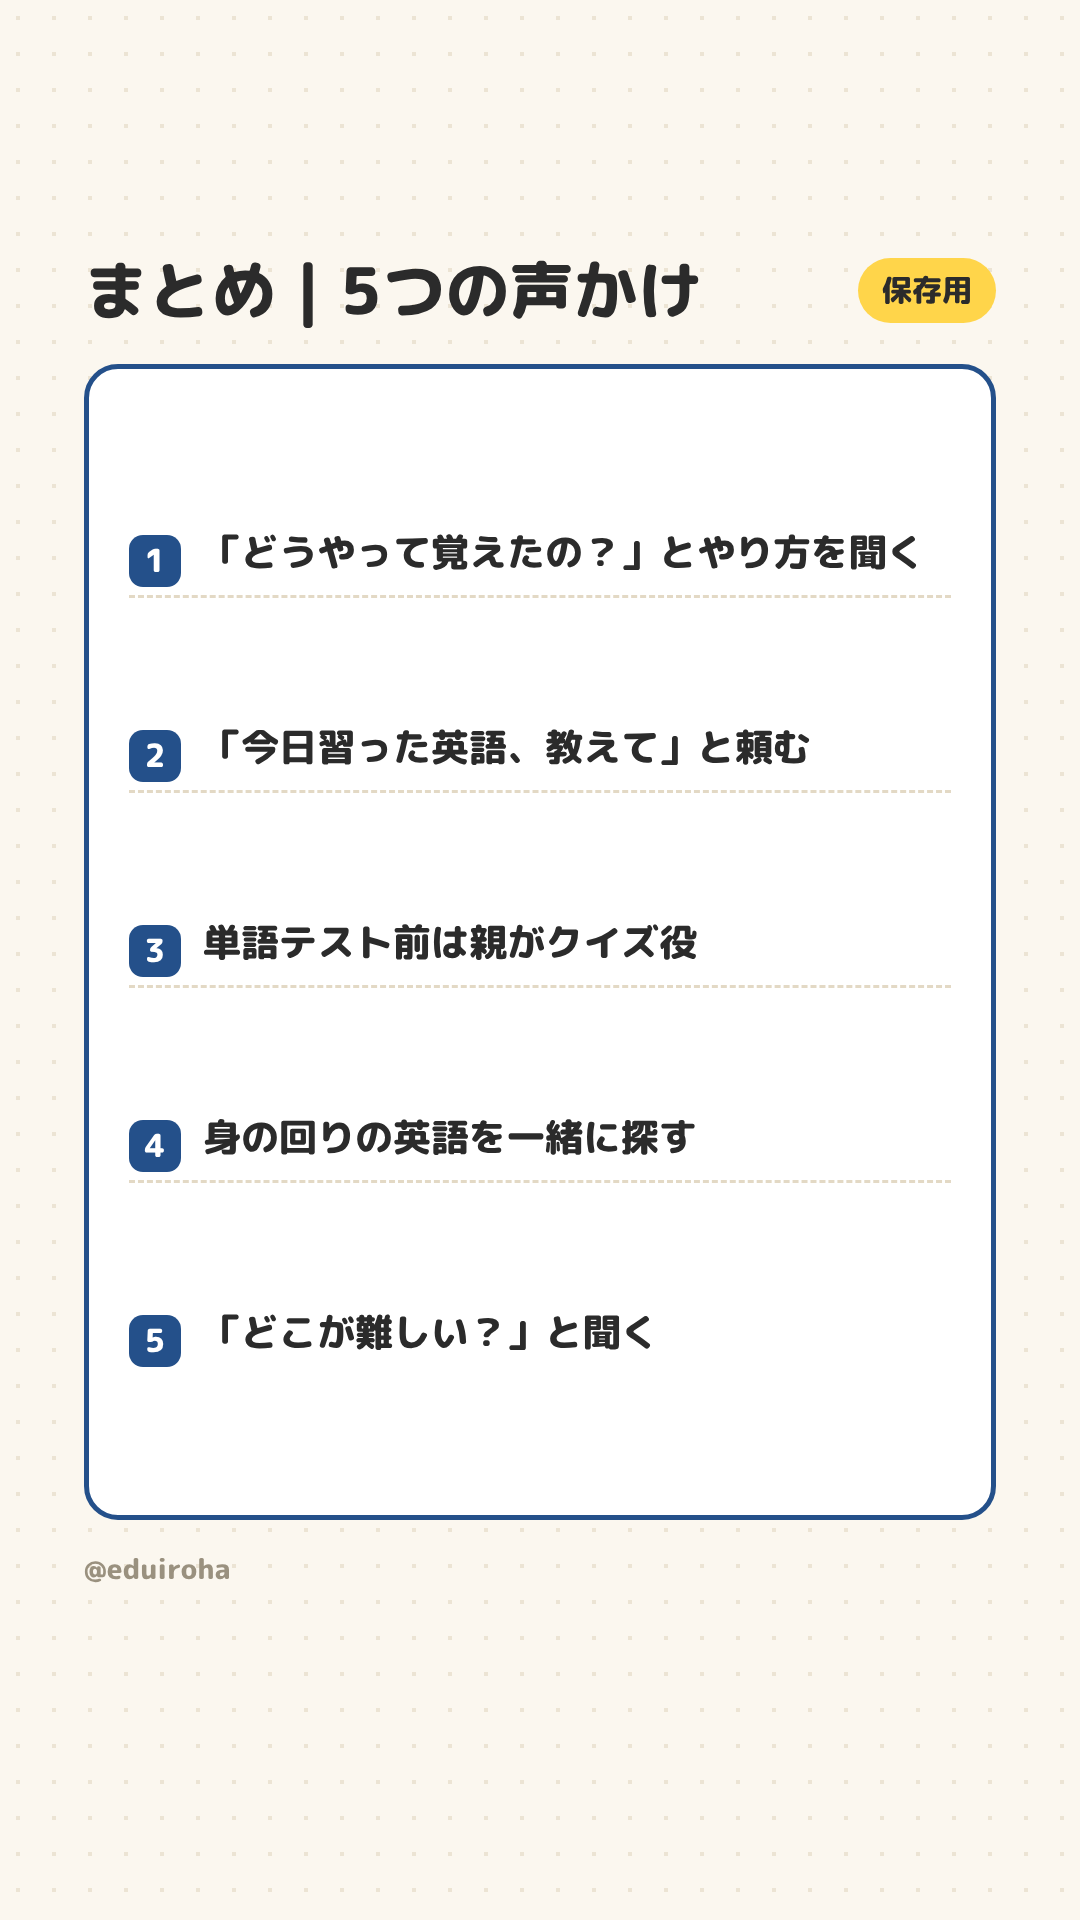 まとめ｜5つの声かけ
保存用
1 「どうやって覚えたの？」とやり方を聞く
2 「今日習った英語、教えて」と頼む
3 単語テスト前は親がクイズ役
4 身の回りの英語を一緒に探す
5 「どこが難しい？」と聞く
@eduiroha